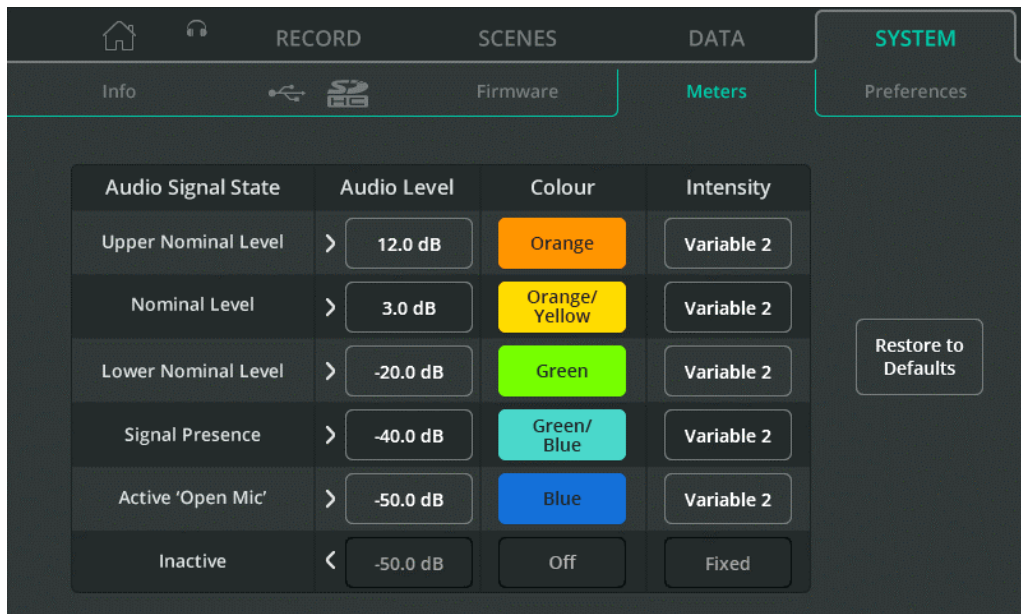 RECORD SCENES DATA SYSTEM
Info SD HC Firmware Meters Preferences
Audio Signal State Audio Level Colour Intensity
Upper Nominal Level > 12.0 dB Orange Variable 2
Nominal Level > 3.0 dB Orange/
Yellow Variable 2
Lower Nominal Level > -20.0 dB Green Variable 2
Signal Presence > -40.0 dB Green/
Blue Variable 2
Active ‘Open Mic’ > -50.0 dB Blue Variable 2
Inactive < -50.0 dB Off Fixed
Restore to
Defaults